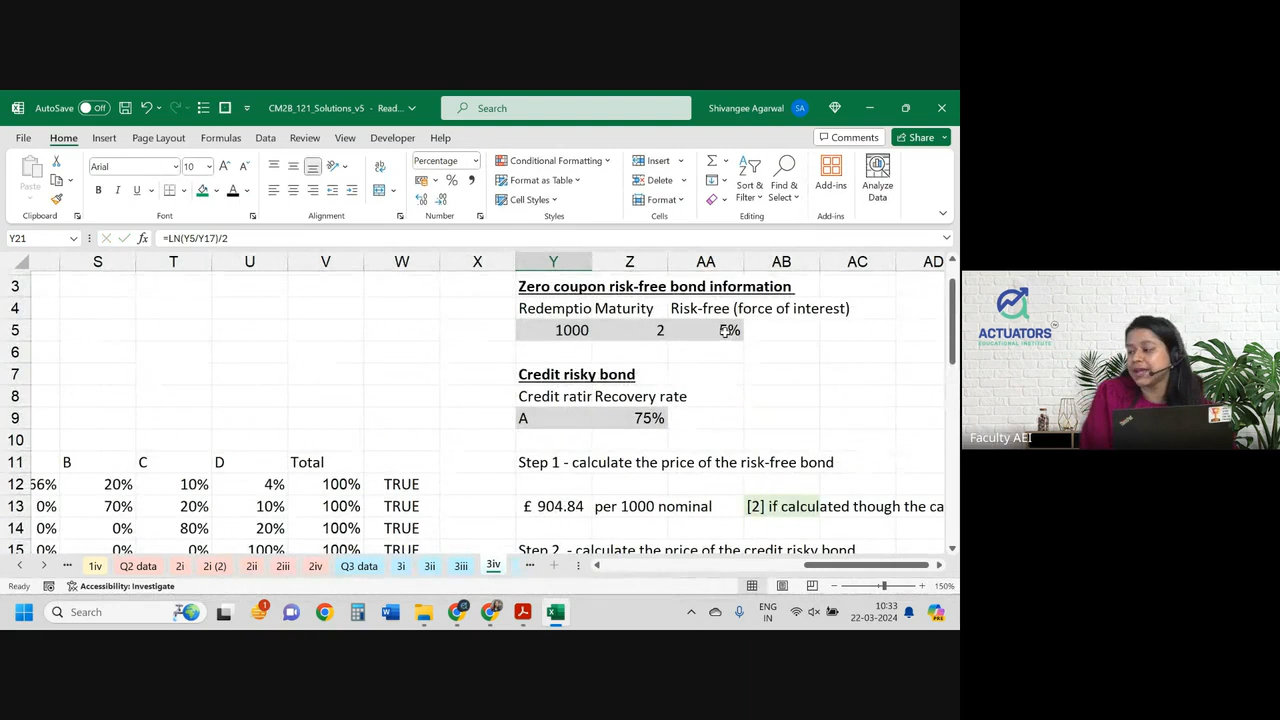 AutoSave Off CM2B_121_Solutions_v5 - Read... Search Shivangee Agarwal SA
File Home Insert Page Layout Formulas Data Review View Developer Help Comments Share
Paste Arial 10 B I U Percentage Conditional Formatting Format as Table Cell Styles Insert Delete Format Sort & Filter Find & Select Add-ins Analyze Data
Clipboard Font Alignment Number Styles Cells Editing Add-ins
Y21 =LN(Y5/Y17)/2
S T U V W X Y Z AA AB AC AD
3 Zero coupon risk-free bond information
4 Redemptio Maturity Risk-free (force of interest)
5 1000 2 5%
6
7 Credit risky bond
8 Credit ratir Recovery rate
9 A 75%
10
11 B C D Total Step 1 - calculate the price of the risk-free bond
12 56% 20% 10% 4% 100% TRUE
13 0% 70% 20% 10% 100% TRUE £ 904.84 per 1000 nominal [2] if calculated though the ca
14 0% 0% 80% 20% 100% TRUE
15 0% 0% 0% 100% 100% TRUE Step 2 - calculate the price of the credit risky bond
1iv Q2 data 2i 2i (2) 2ii 2iii 2iv Q3 data 3i 3ii 3iii 3iv
Ready Accessibility: Investigate 150%
Search 1 ENG IN 10:33 22-03-2024
ACTUATORS
EDUCATIONAL INSTITUTE
Faculty AEI